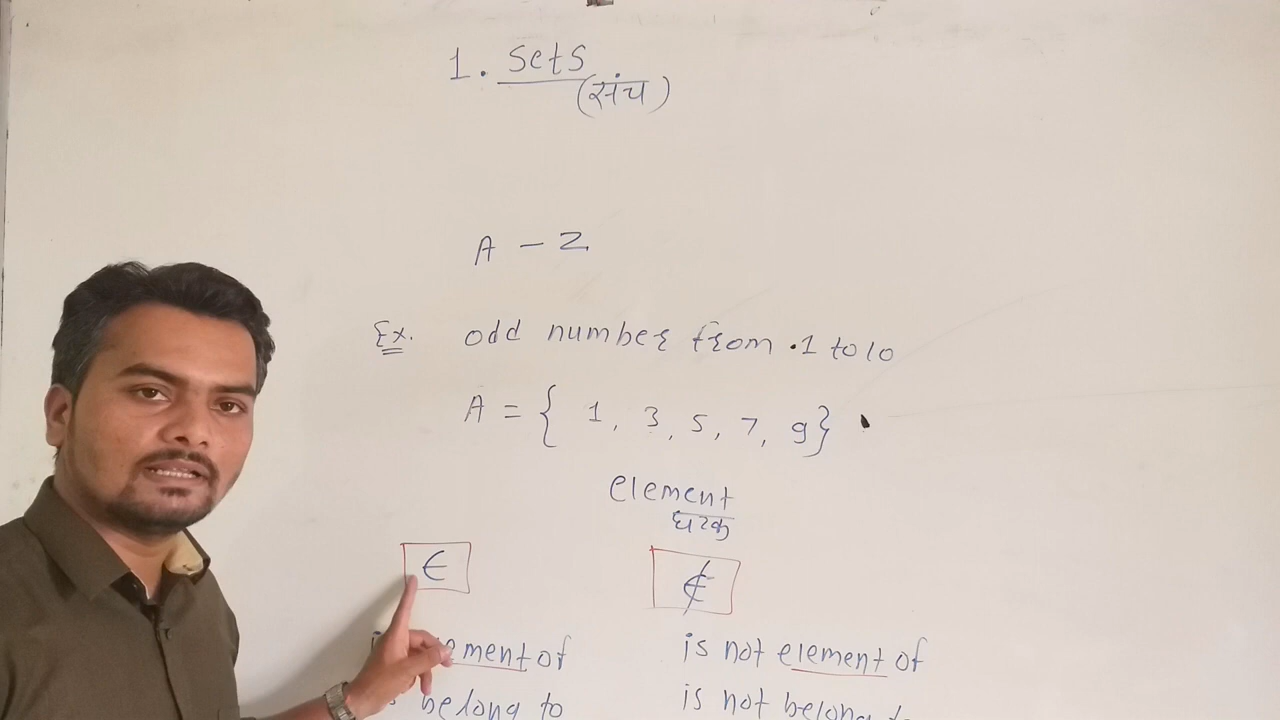 1. Sets
(संच)
A - Z
Ex. odd number from 1 to 10
A = { 1, 3, 5, 7, 9}
element
घटक
∈ ∉
ement of is not element of
belong to is not belong